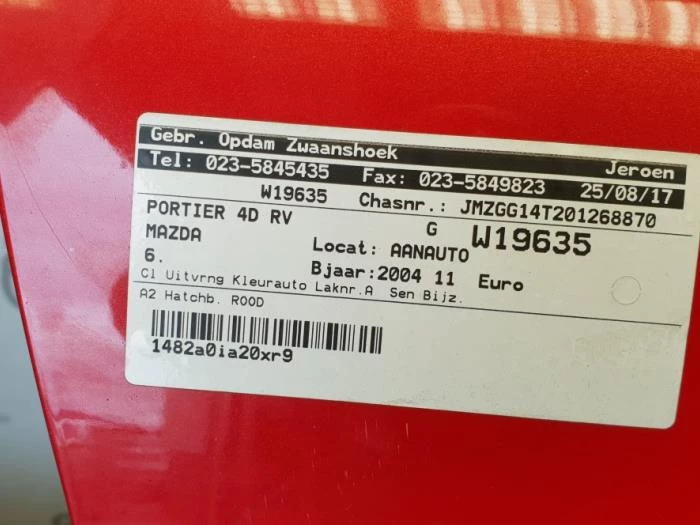 Gebr. Opdam Zwaanshoek Jeroen
Tel: 023-5845435 Fax: 023-5849823 25/08/17
W19635 Chasnr.: JMZGG14T201268870
PORTIER 4D RV G W19635
MAZDA Locat: AANAUTO
6. Bjaar:2004 11 Euro
Cl Uitvrng Kleurauto Laknr.A Sen Bijz.
A2 Hatchb. ROOD
1482a0ia20xr9